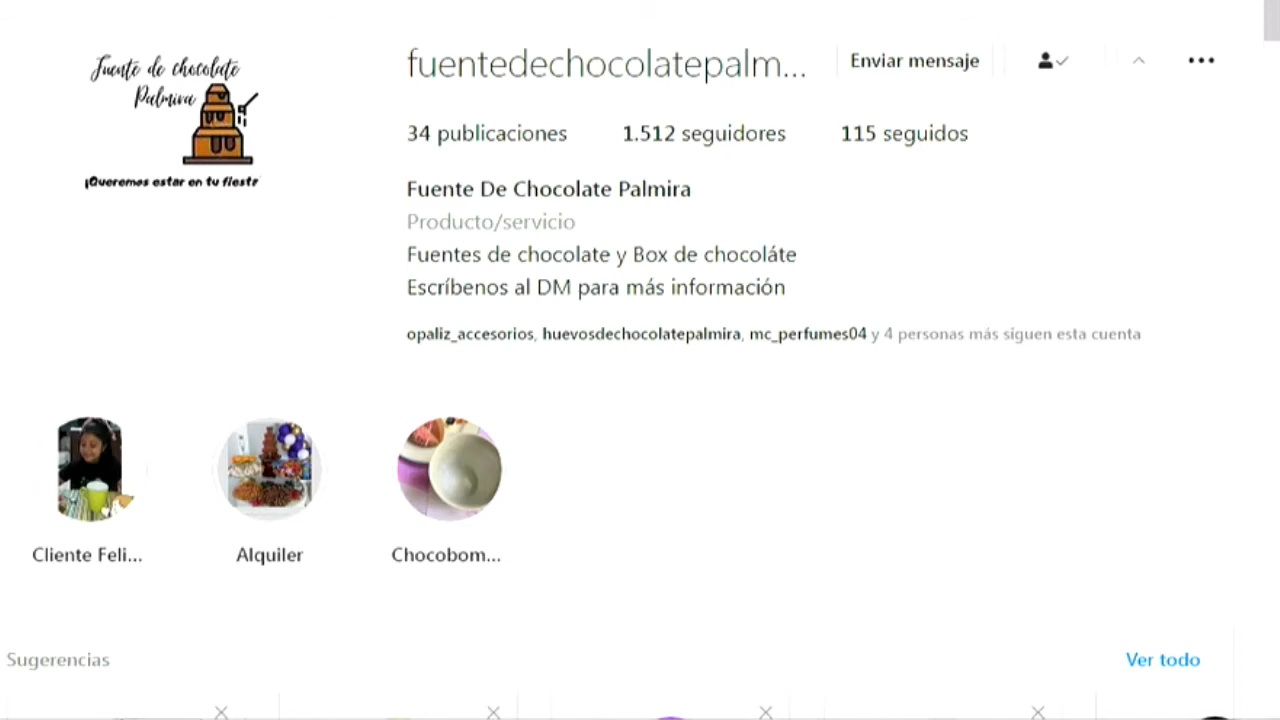 Fuente de chocolate
Palmira
¡Queremos estar en tu fiesta
fuentedechocolatepalm...
Enviar mensaje
34 publicaciones
1.512 seguidores
115 seguidos
Fuente De Chocolate Palmira
Producto/servicio
Fuentes de chocolate y Box de chocoláte
Escríbenos al DM para más información
opaliz_accesorios, huevosdechocolatepalmira, mc_perfumes04 y 4 personas más siguen esta cuenta
Cliente Feli...
Alquiler
Chocobom...
Sugerencias
Ver todo